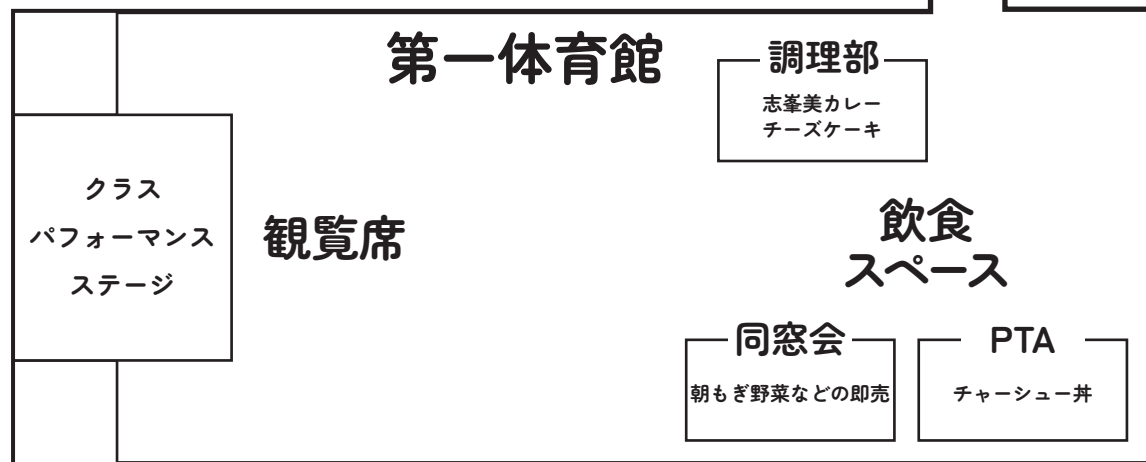 第一体育館
調理部
志峯美カレー
チーズケーキ
クラス
パフォーマンス
ステージ
観覧席
飲食
スペース
同窓会
朝もぎ野菜などの即売
PTA
チャーシュー丼